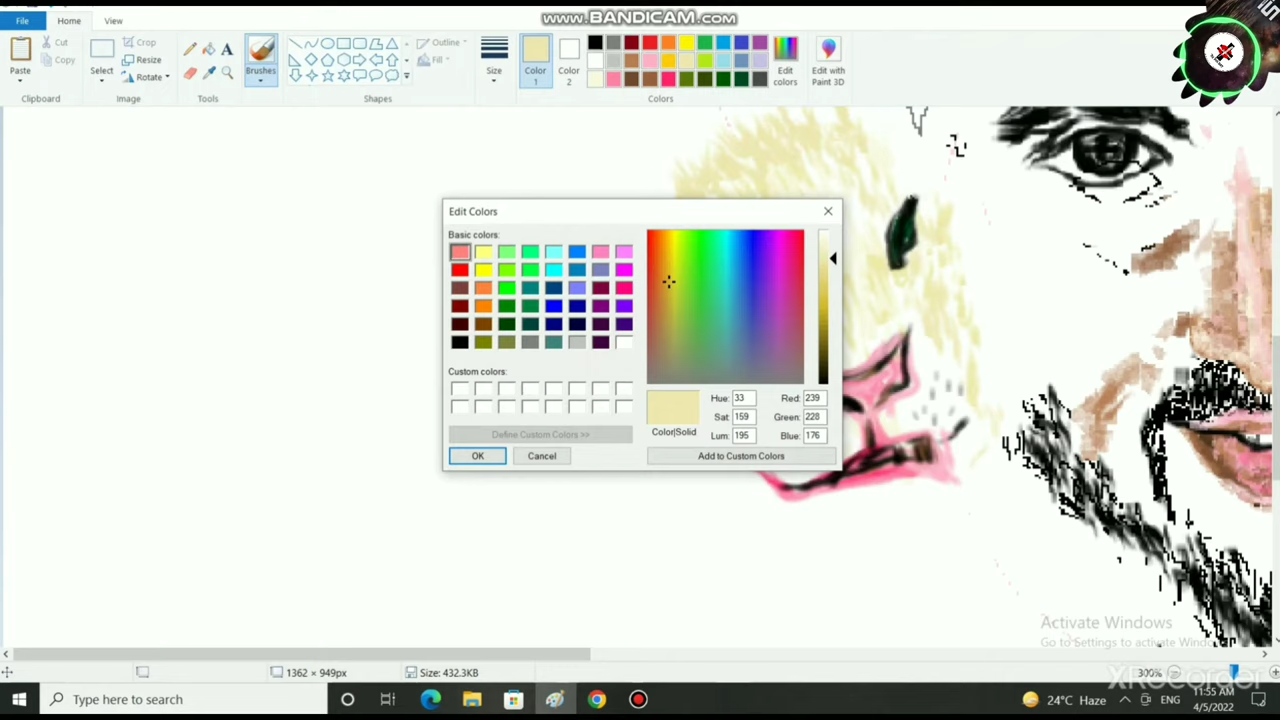 www.BANDICAM.com
File Home View
Cut
Copy
Paste
Clipboard
Crop
Resize
Rotate
Select
Image
Tools
Brushes
Outline
Fill
Shapes
Size
Color 1
Color 2
Colors
Edit colors
Edit with Paint 3D
Edit Colors
Basic colors:
Custom colors:
Define Custom Colors >>
OK Cancel
Color|Solid
Hue: 33 Red: 239
Sat: 159 Green: 228
Lum: 195 Blue: 176
Add to Custom Colors
Activate Windows
Go to Settings to activate
1362 × 949px
Size: 432.3KB
300%
XRecorder
Type here to search
24°C Haze
ENG
11:55 AM
4/5/2022